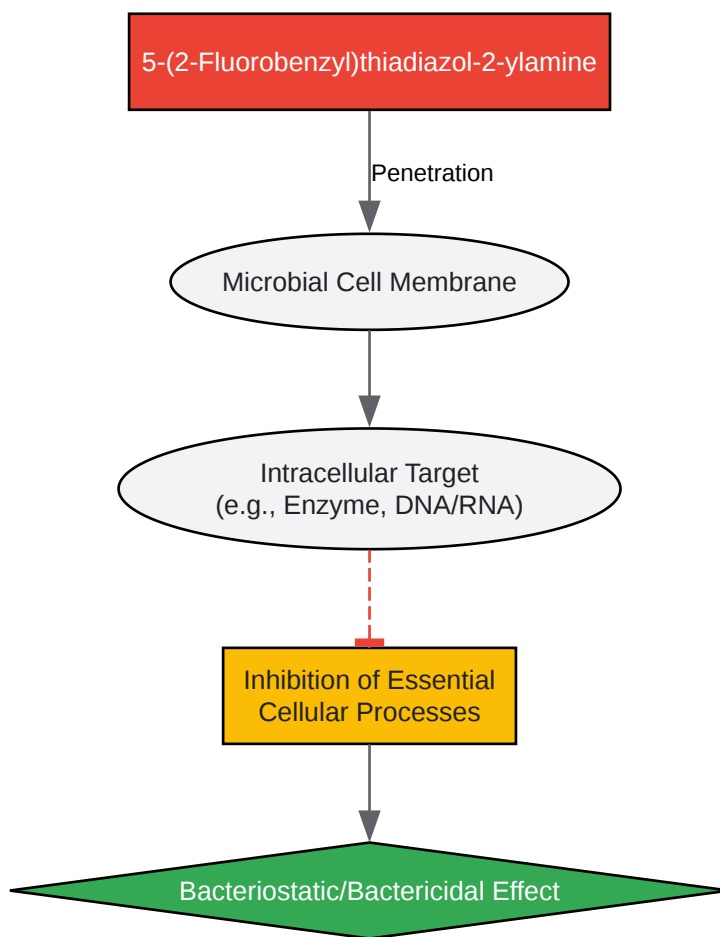 5-(2-Fluorobenzyl)thiadiazol-2-ylamine
Penetration
Microbial Cell Membrane
Intracellular Target
(e.g., Enzyme, DNA/RNA)
Inhibition of Essential
Cellular Processes
Bacteriostatic/Bactericidal Effect